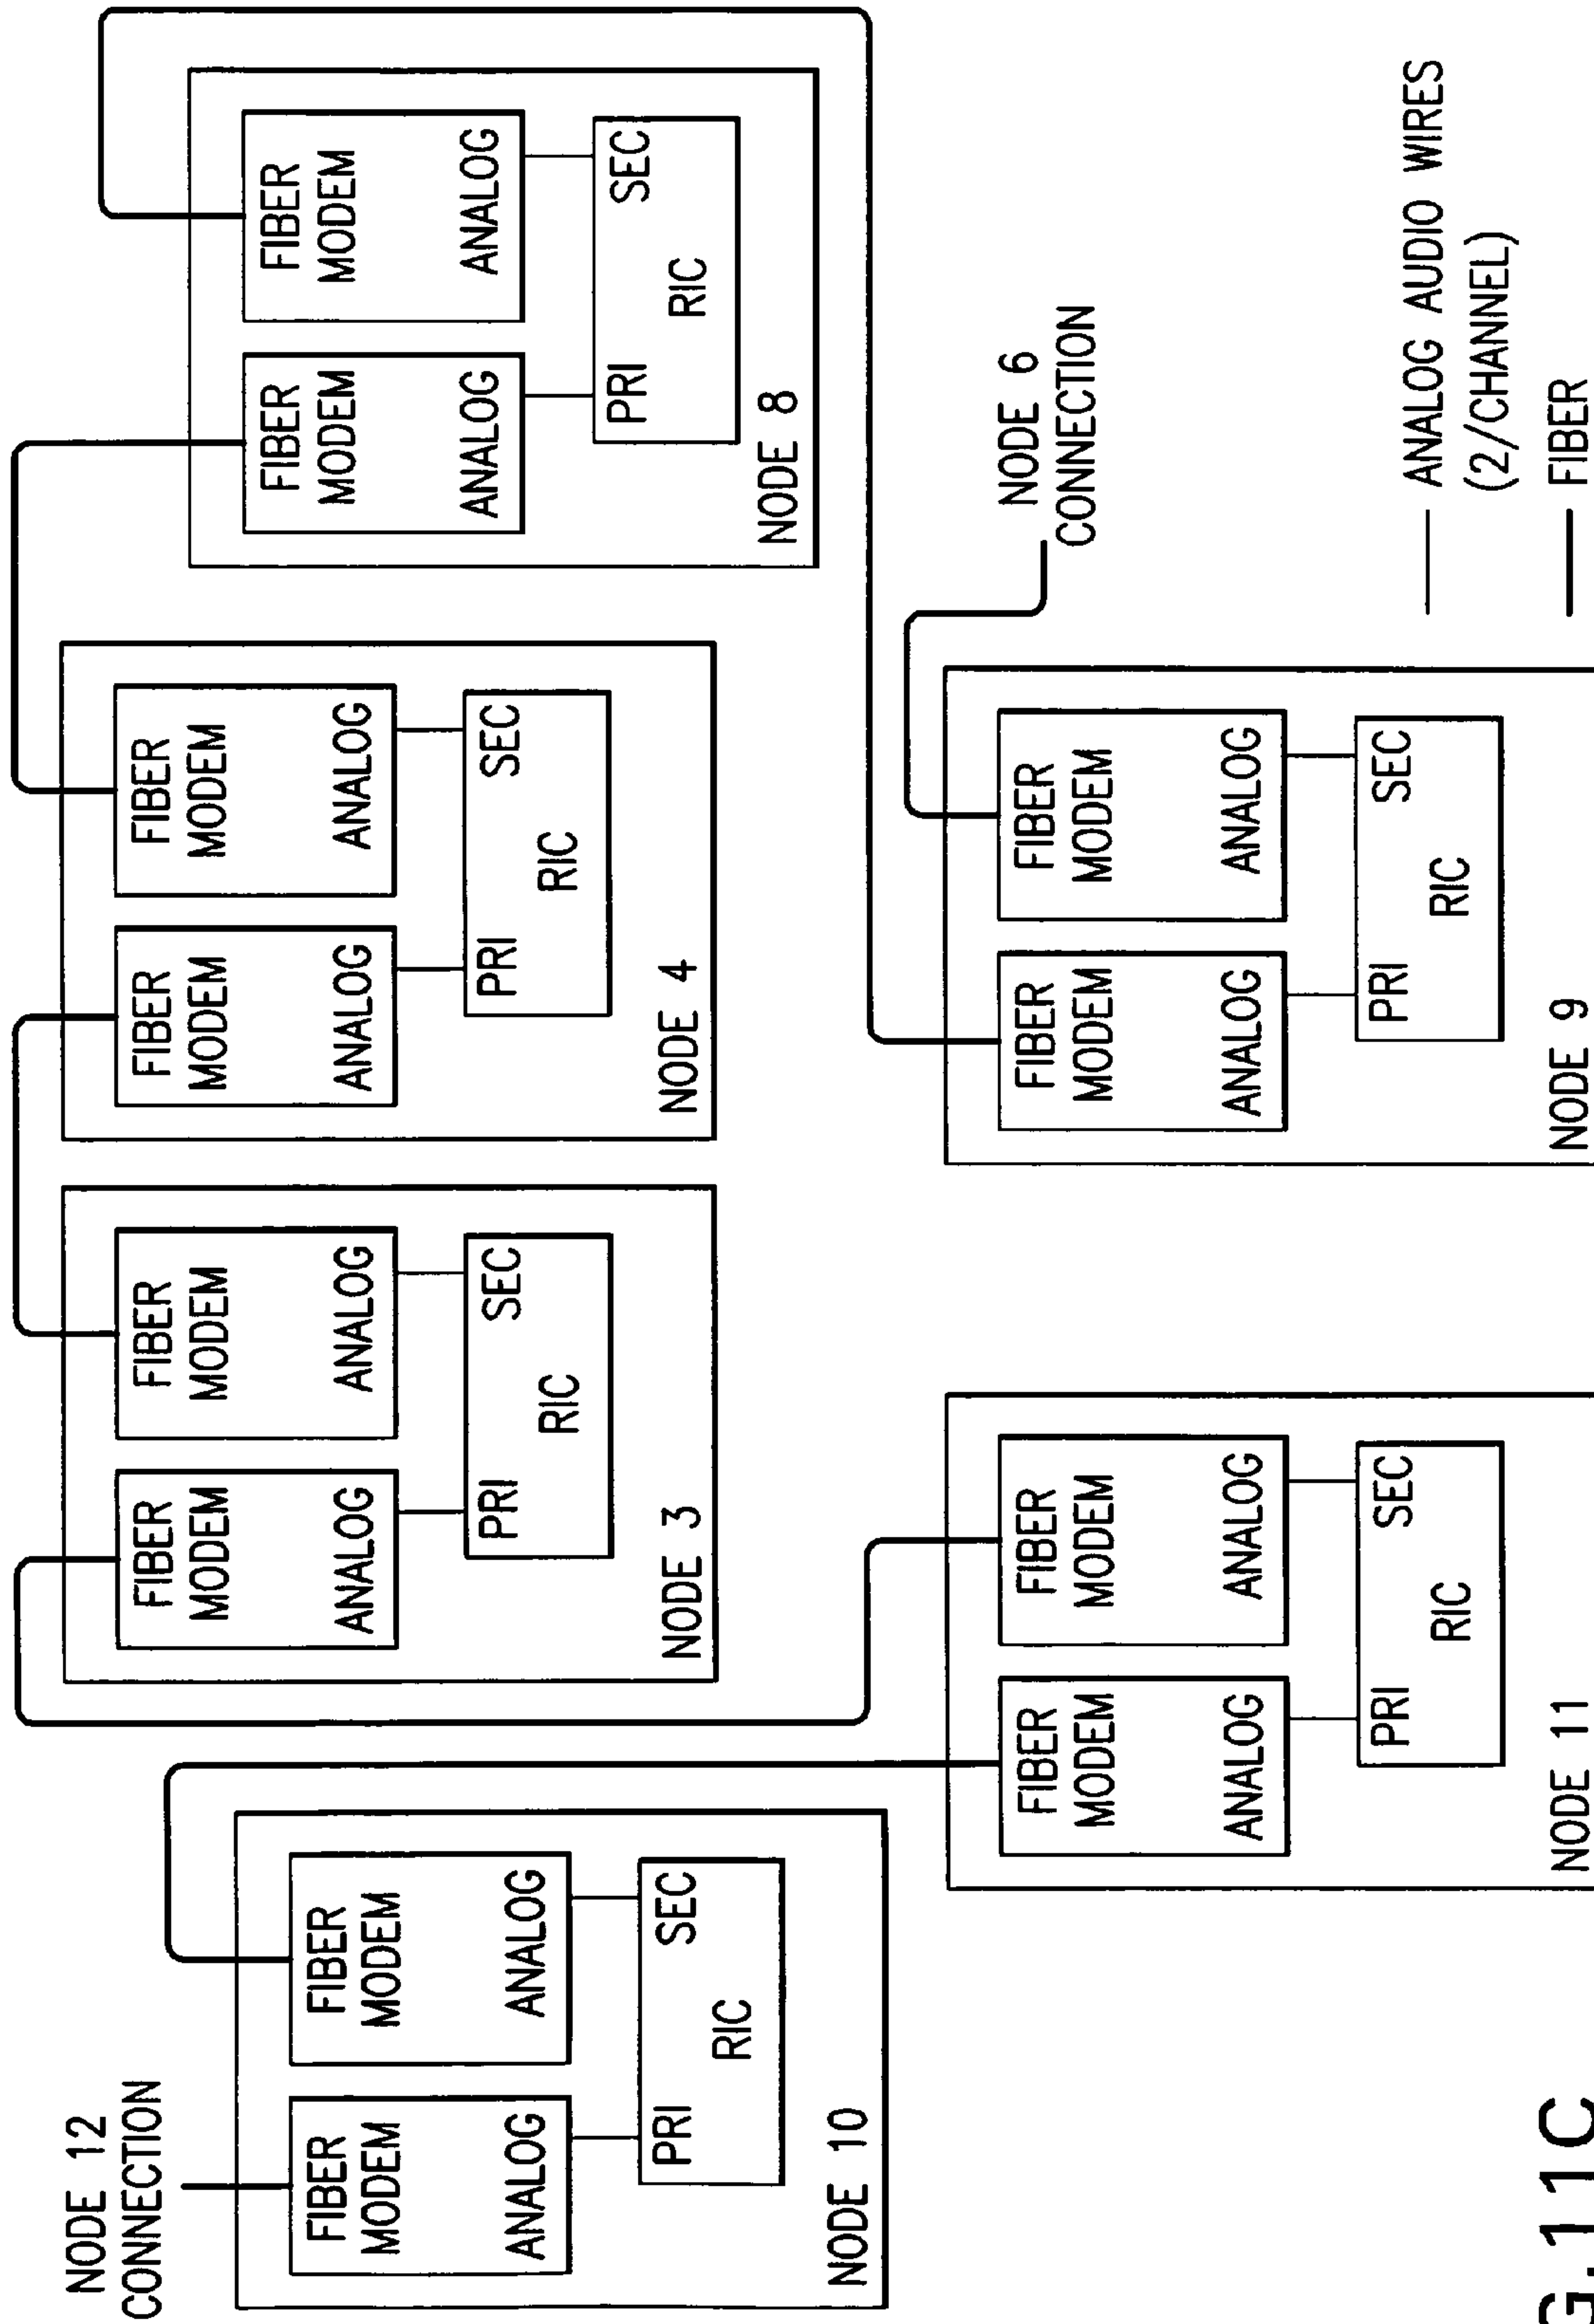 NODE 12
CONNECTION
FIBER
MODEM
ANALOG
FIBER
MODEM
ANALOG
PRI
SEC
RIC
NODE 10
FIBER
MODEM
ANALOG
FIBER
MODEM
ANALOG
PRI
SEC
RIC
NODE 3
FIBER
MODEM
ANALOG
FIBER
MODEM
ANALOG
PRI
SEC
RIC
NODE 4
FIBER
MODEM
ANALOG
FIBER
MODEM
ANALOG
PRI
SEC
RIC
NODE 8
FIBER
MODEM
ANALOG
FIBER
MODEM
ANALOG
PRI
SEC
RIC
NODE 11
FIBER
MODEM
ANALOG
FIBER
MODEM
ANALOG
PRI
SEC
RIC
NODE 9
NODE 6
CONNECTION
ANALOG AUDIO WIRES
(2/CHANNEL)
FIBER
G. 11C